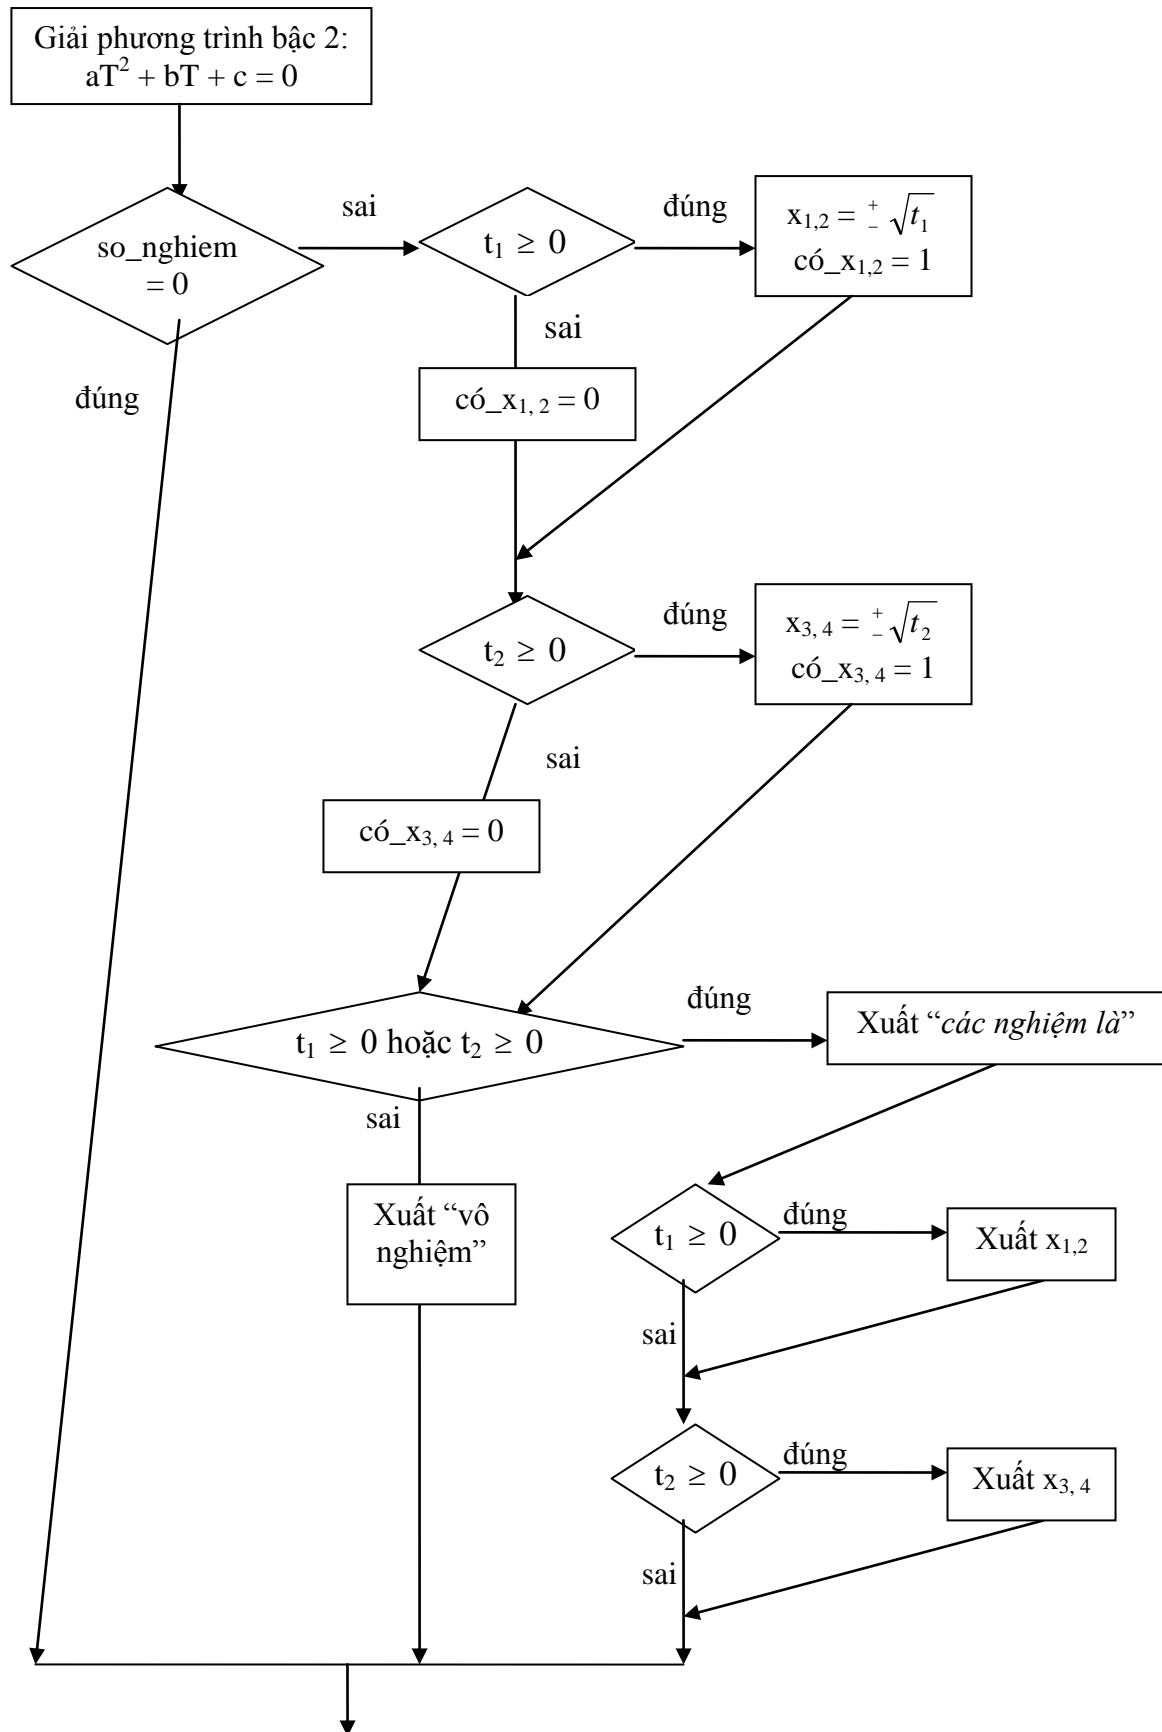 Giải phương trình bậc 2:
aT² + bT + c = 0
so_nghiem
= 0
sai
đúng
t₁ ≥ 0
đúng
x₁,₂ = ± √t₁
có_x₁,₂ = 1
sai
có_x₁, ₂ = 0
t₂ ≥ 0
đúng
x₃, ₄ = ± √t₂
có_x₃, ₄ = 1
sai
có_x₃, ₄ = 0
t₁ ≥ 0 hoặc t₂ ≥ 0
đúng
Xuất “các nghiệm là”
sai
Xuất “vô
nghiệm”
t₁ ≥ 0
đúng
Xuất x₁,₂
sai
t₂ ≥ 0
đúng
Xuất x₃, ₄
sai